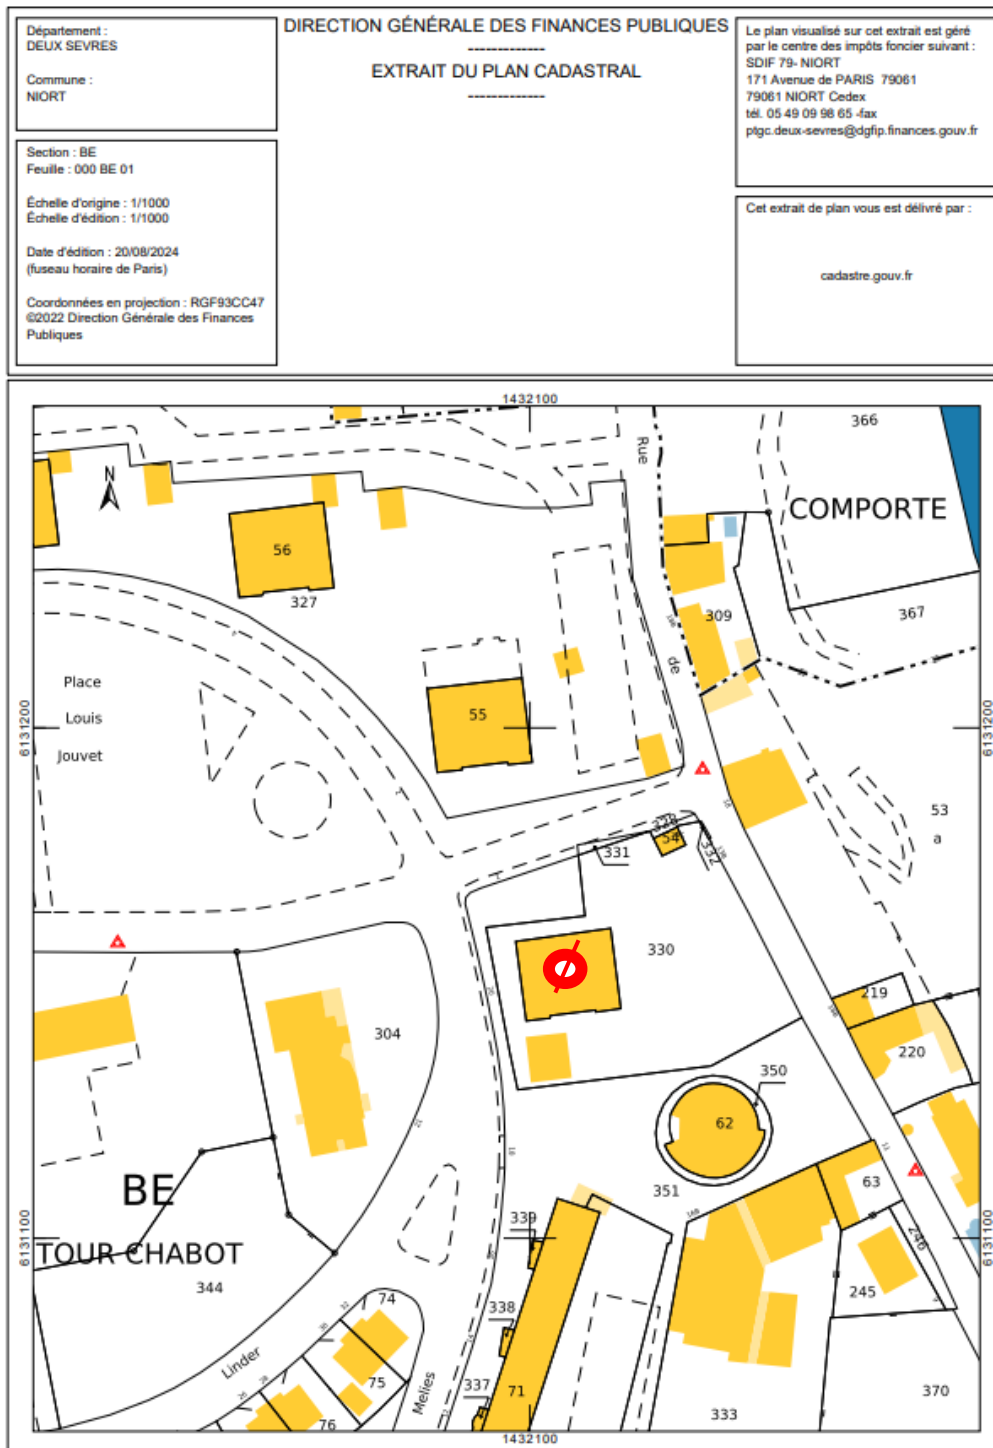 Département :
DEUX SEVRES
Commune :
NIORT
Section : BE
Feuille : 000 BE 01
Échelle d'origine : 1/1000
Échelle d'édition : 1/1000
Date d'édition : 20/08/2024
(fuseau horaire de Paris)
Coordonnées en projection : RGF93CC47
©2022 Direction Générale des Finances
Publiques
DIRECTION GÉNÉRALE DES FINANCES PUBLIQUES
-------------
EXTRAIT DU PLAN CADASTRAL
-------------
Le plan visualisé sur cet extrait est géré
par le centre des impôts foncier suivant :
SDIF 79- NIORT
171 Avenue de PARIS 79061
79061 NIORT Cedex
tél. 05 49 09 98 65 -fax
ptgc.deux-sevres@dgfip.finances.gouv.fr
Cet extrait de plan vous est délivré par :
cadastre.gouv.fr
1432100
366
Rue
N
COMPORTE
56
327
309
367
de
Place
Louis
Jouvet
55
6131200
6131200
53
a
54
331
332
330
219
304
220
350
62
63
351
BE
TOUR CHABOT
339
246
6131100
6131100
344
245
74
338
Linder
75
337
71
Melies
76
333
370
1432100